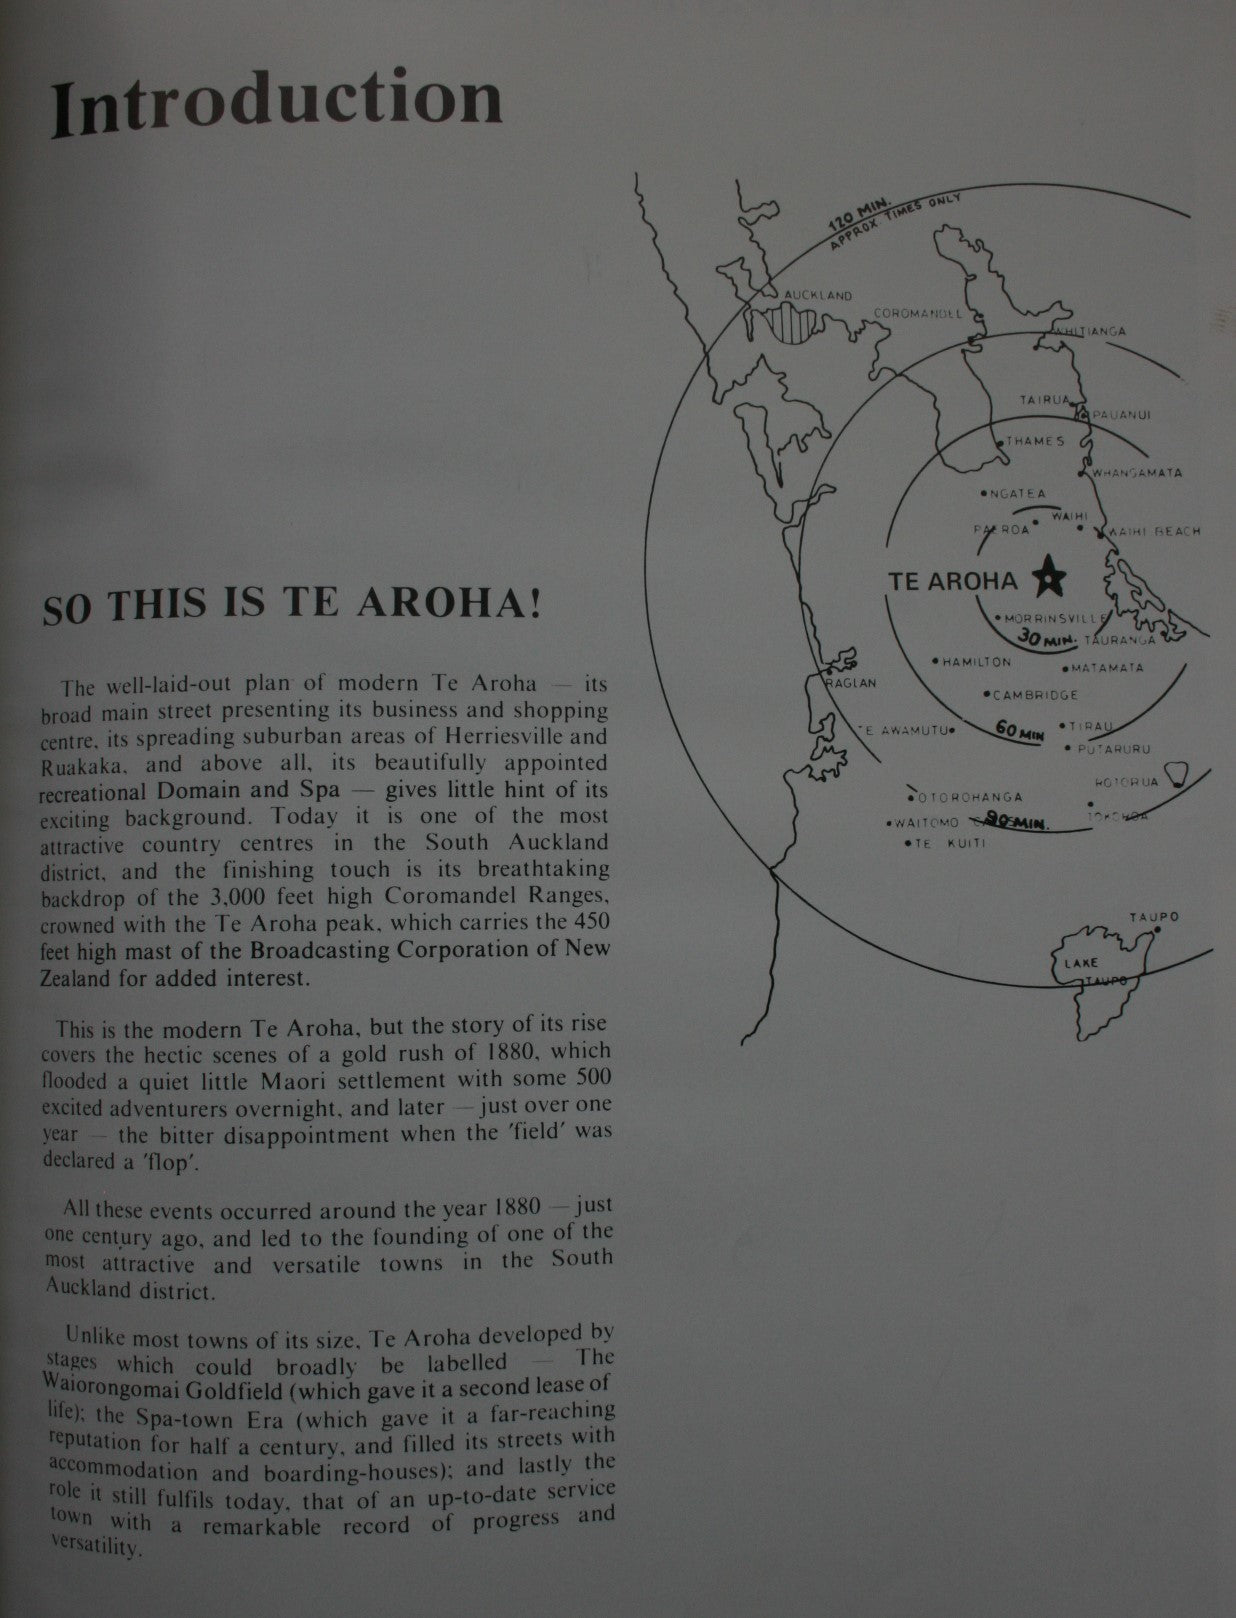 Introduction
120 MIN.
APPROX TIMES ONLY
AUCKLAND
COROMANDEL
WHITIANGA
TAIRUA
PAUANUI
THAMES
WHANGAMATA
NGATEA
WAIHI
PAEROA
WAIHI BEACH
TE AROHA
MORRINSVILLE
30 MIN.
TAURANGA
HAMILTON
MATAMATA
RAGLAN
CAMBRIDGE
TE AWAMUTU
60 MIN
TIRAU
PUTARURU
ROTORUA
OTOROHANGA
TOKOROA
WAITOMO
90 MIN.
TE KUITI
TAUPO
LAKE
TAUPO
SO THIS IS TE AROHA!
The well-laid-out plan of modern Te Aroha — its
broad main street presenting its business and shopping
centre, its spreading suburban areas of Herriesville and
Ruakaka, and above all, its beautifully appointed
recreational Domain and Spa — gives little hint of its
exciting background. Today it is one of the most
attractive country centres in the South Auckland
district, and the finishing touch is its breathtaking
backdrop of the 3,000 feet high Coromandel Ranges,
crowned with the Te Aroha peak, which carries the 450
feet high mast of the Broadcasting Corporation of New
Zealand for added interest.
This is the modern Te Aroha, but the story of its rise
covers the hectic scenes of a gold rush of 1880, which
flooded a quiet little Maori settlement with some 500
excited adventurers overnight, and later — just over one
year — the bitter disappointment when the 'field' was
declared a 'flop'.
All these events occurred around the year 1880 — just
one century ago, and led to the founding of one of the
most attractive and versatile towns in the South
Auckland district.
Unlike most towns of its size, Te Aroha developed by
stages which could broadly be labelled — The
Waiorongomai Goldfield (which gave it a second lease of
life); the Spa-town Era (which gave it a far-reaching
reputation for half a century, and filled its streets with
accommodation and boarding-houses); and lastly the
role it still fulfils today, that of an up-to-date service
town with a remarkable record of progress and
versatility.